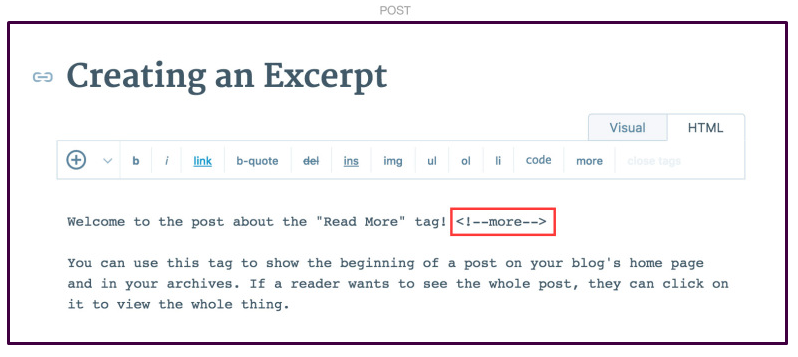 POST
Creating an Excerpt
Visual HTML
b i link b-quote del ins img ul ol li code more close tags
Welcome to the post about the "Read More" tag! <!--more-->
You can use this tag to show the beginning of a post on your blog's home page
and in your archives. If a reader wants to see the whole post, they can click on
it to view the whole thing.